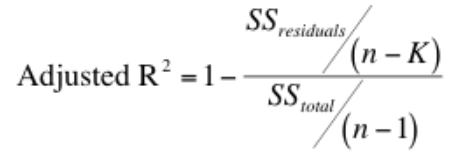 Adjusted R² = 1 − (SS_residuals / (n − K)) / (SS_total / (n − 1))